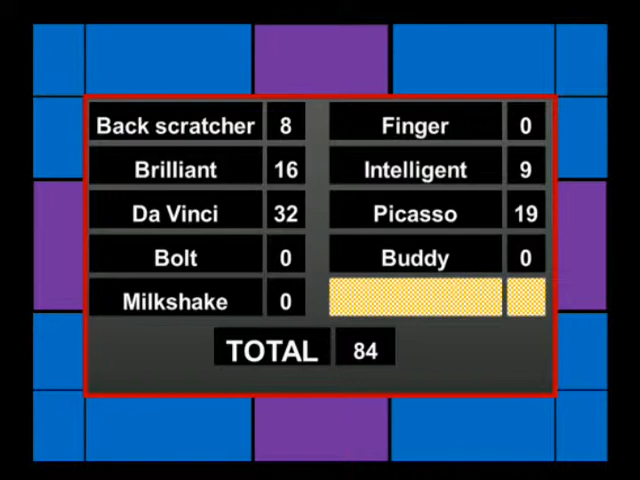 Back scratcher 8 Finger 0
Brilliant 16 Intelligent 9
Da Vinci 32 Picasso 19
Bolt 0 Buddy 0
Milkshake 0
TOTAL 84